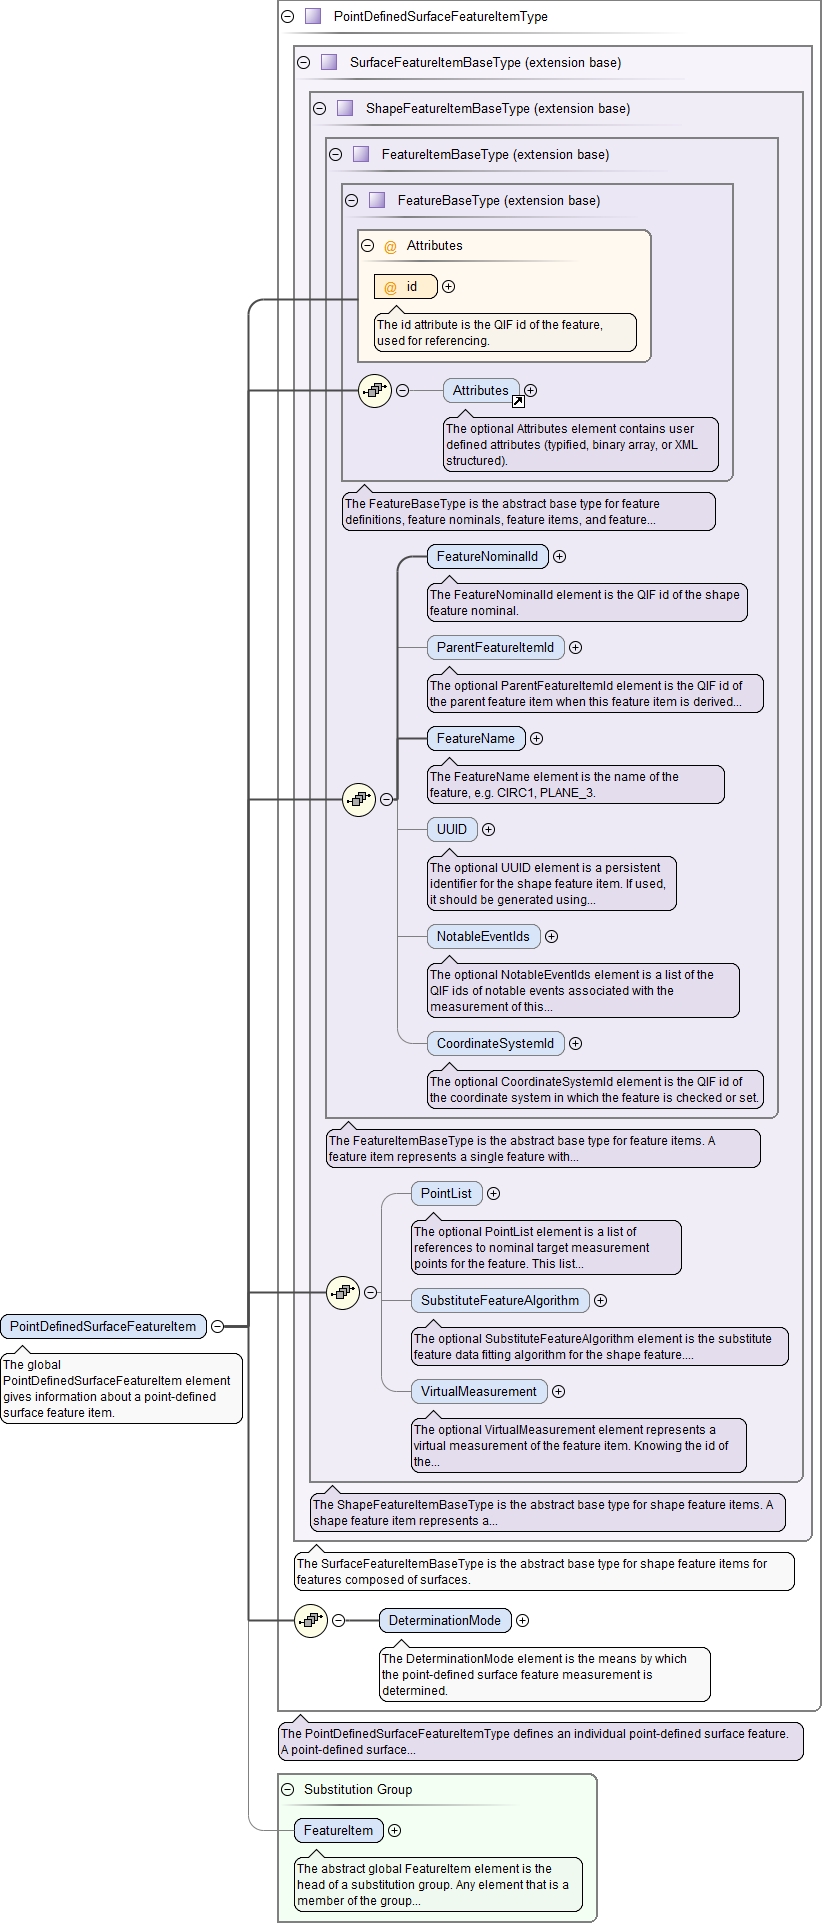 PointDefinedSurfaceFeatureItemType
SurfaceFeatureItemBaseType (extension base)
ShapeFeatureItemBaseType (extension base)
FeatureItemBaseType (extension base)
FeatureBaseType (extension base)
@ Attributes
@ id
The id attribute is the QIF id of the feature,
used for referencing.
Attributes
The optional Attributes element contains user
defined attributes (typified, binary array, or XML
structured).
The FeatureBaseType is the abstract base type for feature
definitions, feature nominals, feature items, and feature...
FeatureNominalId
The FeatureNominalId element is the QIF id of the shape
feature nominal.
ParentFeatureItemId
The optional ParentFeatureItemId element is the QIF id of
the parent feature item when this feature item is derived...
FeatureName
The FeatureName element is the name of the
feature, e.g. CIRC1, PLANE_3.
UUID
The optional UUID element is a persistent
identifier for the shape feature item. If used,
it should be generated using...
NotableEventIds
The optional NotableEventIds element is a list of the
QIF ids of notable events associated with the
measurement of this...
CoordinateSystemId
The optional CoordinateSystemId element is the QIF id of
the coordinate system in which the feature is checked or set.
The FeatureItemBaseType is the abstract base type for feature items. A
feature item represents a single feature with...
PointList
The optional PointList element is a list of
references to nominal target measurement
points for the feature. This list...
SubstituteFeatureAlgorithm
The optional SubstituteFeatureAlgorithm element is the substitute
feature data fitting algorithm for the shape feature....
VirtualMeasurement
The optional VirtualMeasurement element represents a
virtual measurement of the feature item. Knowing the id of
the...
The ShapeFeatureItemBaseType is the abstract base type for shape feature items. A
shape feature item represents a...
The SurfaceFeatureItemBaseType is the abstract base type for shape feature items for
features composed of surfaces.
PointDefinedSurfaceFeatureItem
The global
PointDefinedSurfaceFeatureItem element
gives information about a point-defined
surface feature item.
DeterminationMode
The DeterminationMode element is the means by which
the point-defined surface feature measurement is
determined.
The PointDefinedSurfaceFeatureItemType defines an individual point-defined surface feature.
A point-defined surface...
Substitution Group
FeatureItem
The abstract global FeatureItem element is the
head of a substitution group. Any element that is a
member of the group...